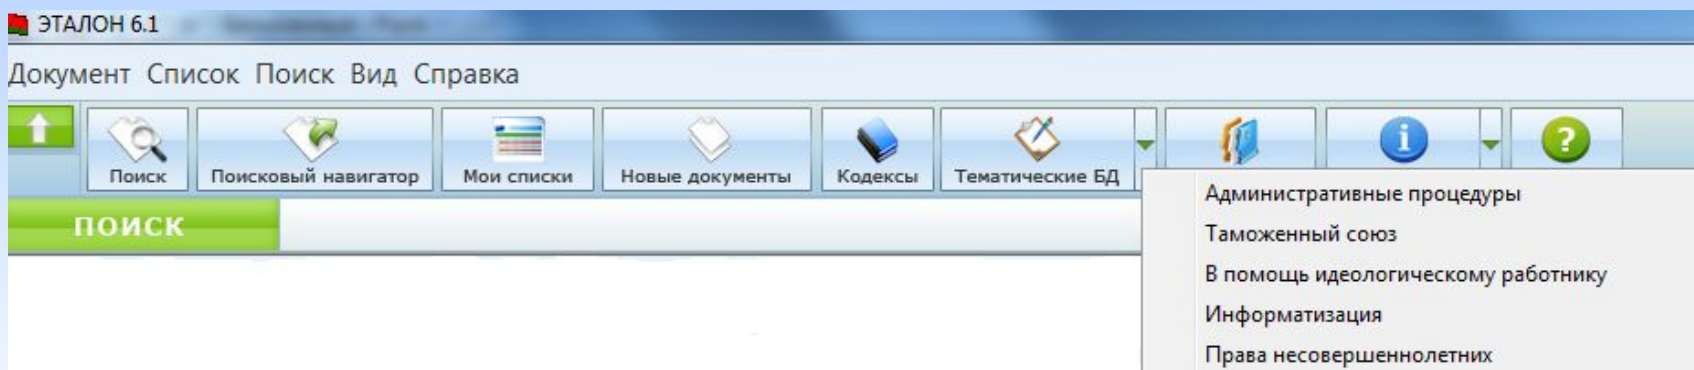 ЭТАЛОН 6.1
Документ Список Поиск Вид Справка
Поиск Поисковый навигатор Мои списки Новые документы Кодексы Тематические БД
ПОИСК
Административные процедуры
Таможенный союз
В помощь идеологическому работнику
Информатизация
Права несовершеннолетних